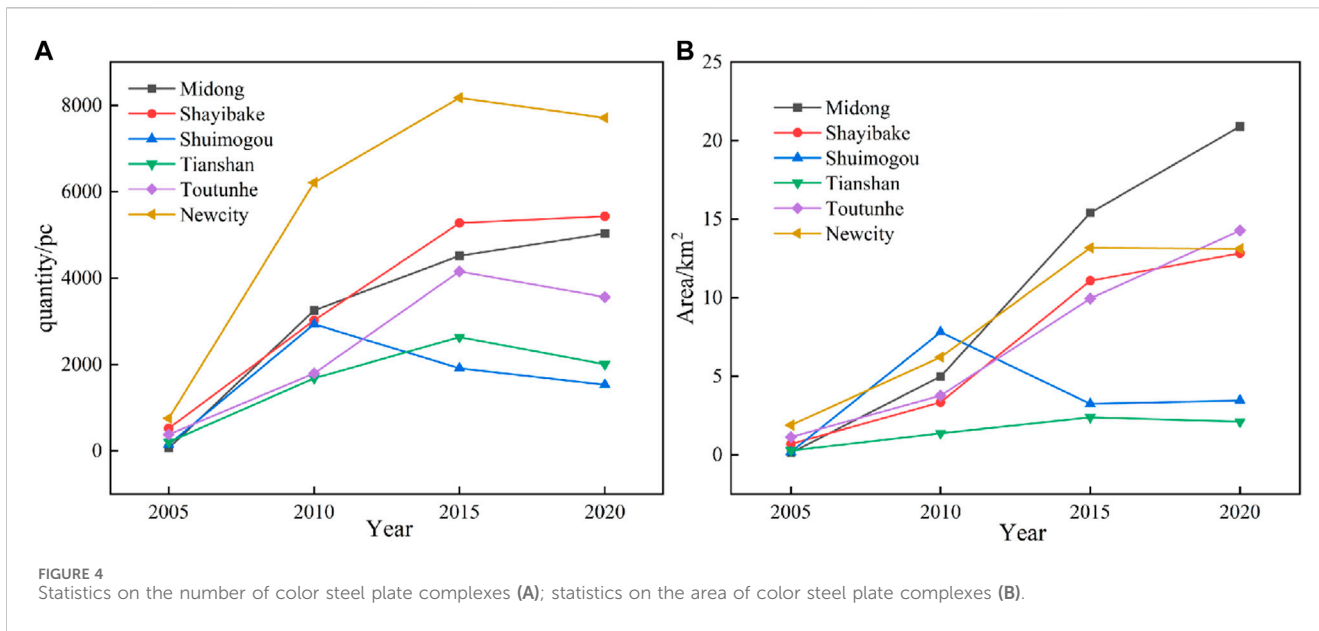 A
quantity/pc
8000
6000
4000
2000
0
Midong
Shayibake
Shuimogou
Tianshan
Toutunhe
Newcity
2005 2010 2015 2020
Year
B
Area/km²
25
20
15
10
5
0
Midong
Shayibake
Shuimogou
Tianshan
Toutunhe
Newcity
2005 2010 2015 2020
Year
FIGURE 4
Statistics on the number of color steel plate complexes (A); statistics on the area of color steel plate complexes (B).